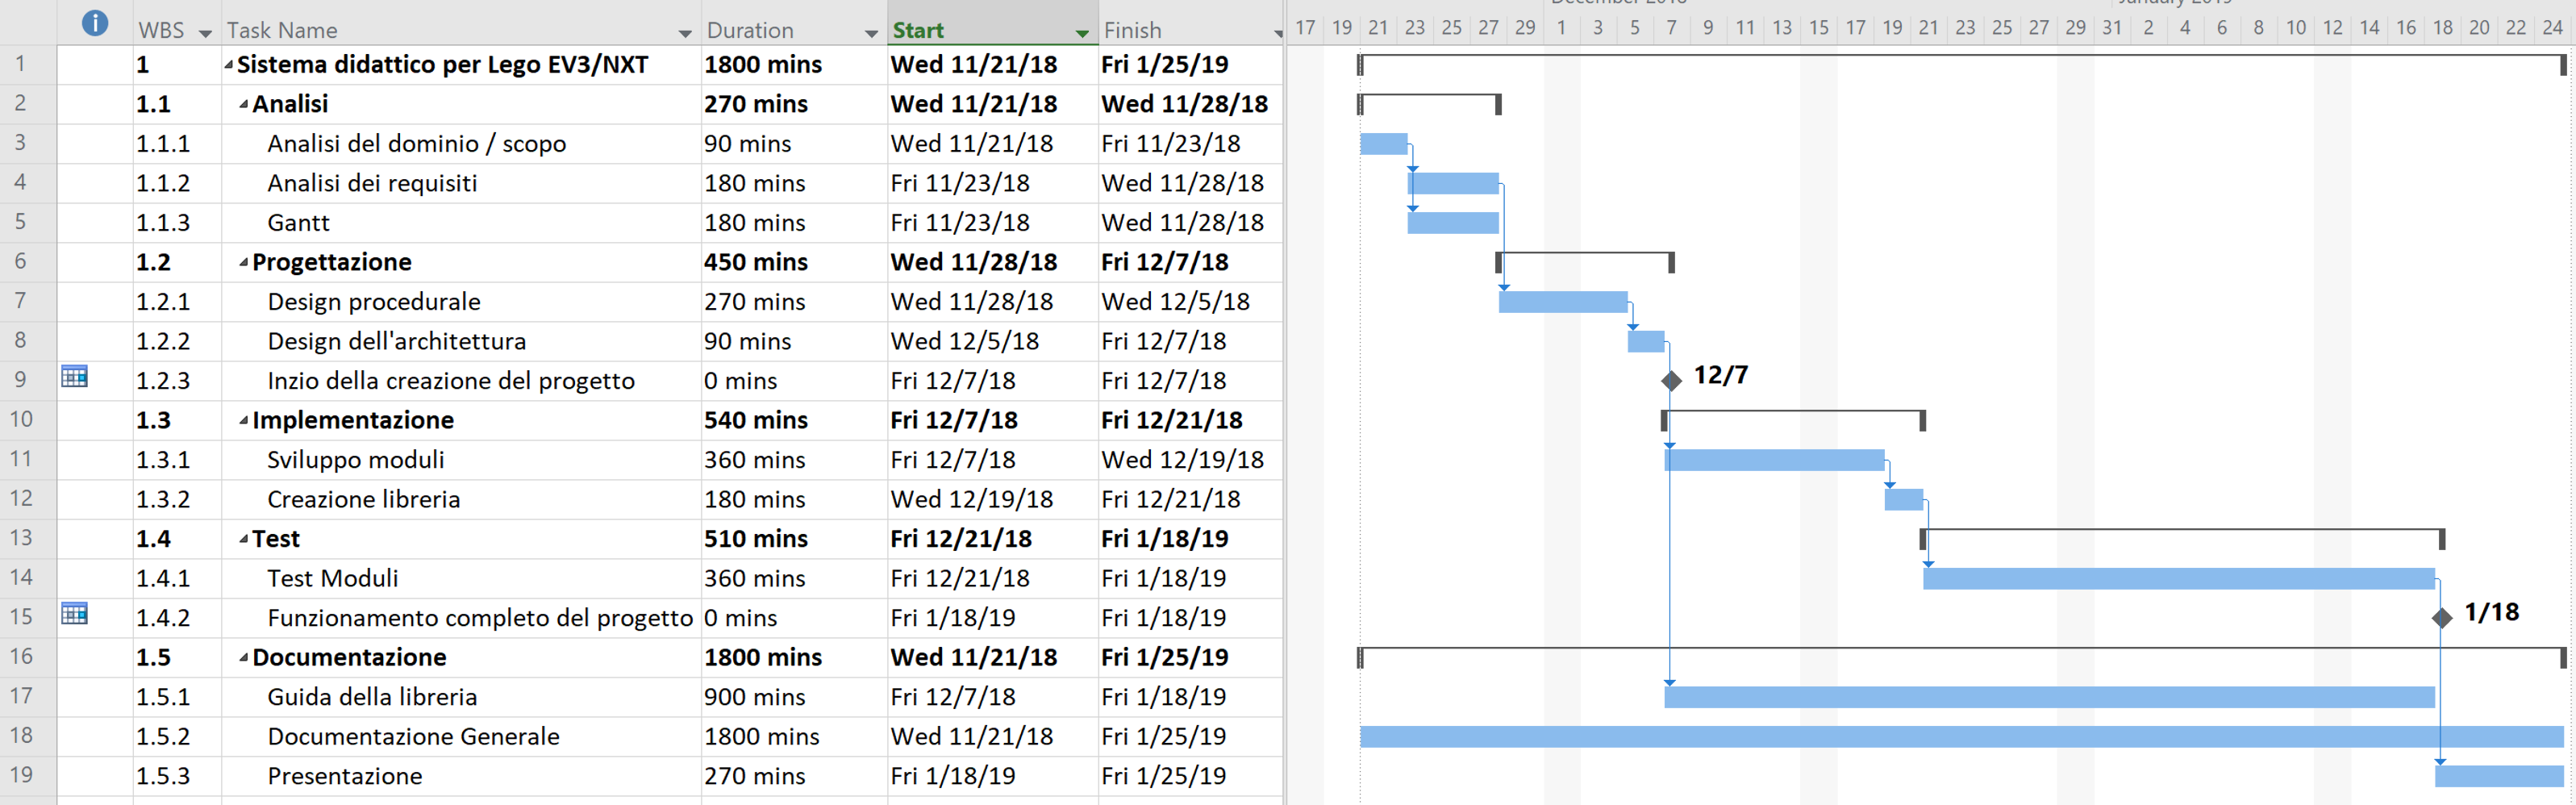 December 2018 January 2019
WBS Task Name Duration Start Finish 17 19 21 23 25 27 29 1 3 5 7 9 11 13 15 17 19 21 23 25 27 29 31 2 4 6 8 10 12 14 16 18 20 22 24
1 1 Sistema didattico per Lego EV3/NXT 1800 mins Wed 11/21/18 Fri 1/25/19
2 1.1 Analisi 270 mins Wed 11/21/18 Wed 11/28/18
3 1.1.1 Analisi del dominio / scopo 90 mins Wed 11/21/18 Fri 11/23/18
4 1.1.2 Analisi dei requisiti 180 mins Fri 11/23/18 Wed 11/28/18
5 1.1.3 Gantt 180 mins Fri 11/23/18 Wed 11/28/18
6 1.2 Progettazione 450 mins Wed 11/28/18 Fri 12/7/18
7 1.2.1 Design procedurale 270 mins Wed 11/28/18 Wed 12/5/18
8 1.2.2 Design dell'architettura 90 mins Wed 12/5/18 Fri 12/7/18
9 1.2.3 Inzio della creazione del progetto 0 mins Fri 12/7/18 Fri 12/7/18 12/7
10 1.3 Implementazione 540 mins Fri 12/7/18 Fri 12/21/18
11 1.3.1 Sviluppo moduli 360 mins Fri 12/7/18 Wed 12/19/18
12 1.3.2 Creazione libreria 180 mins Wed 12/19/18 Fri 12/21/18
13 1.4 Test 510 mins Fri 12/21/18 Fri 1/18/19
14 1.4.1 Test Moduli 360 mins Fri 12/21/18 Fri 1/18/19
15 1.4.2 Funzionamento completo del progetto 0 mins Fri 1/18/19 Fri 1/18/19 1/18
16 1.5 Documentazione 1800 mins Wed 11/21/18 Fri 1/25/19
17 1.5.1 Guida della libreria 900 mins Fri 12/7/18 Fri 1/18/19
18 1.5.2 Documentazione Generale 1800 mins Wed 11/21/18 Fri 1/25/19
19 1.5.3 Presentazione 270 mins Fri 1/18/19 Fri 1/25/19